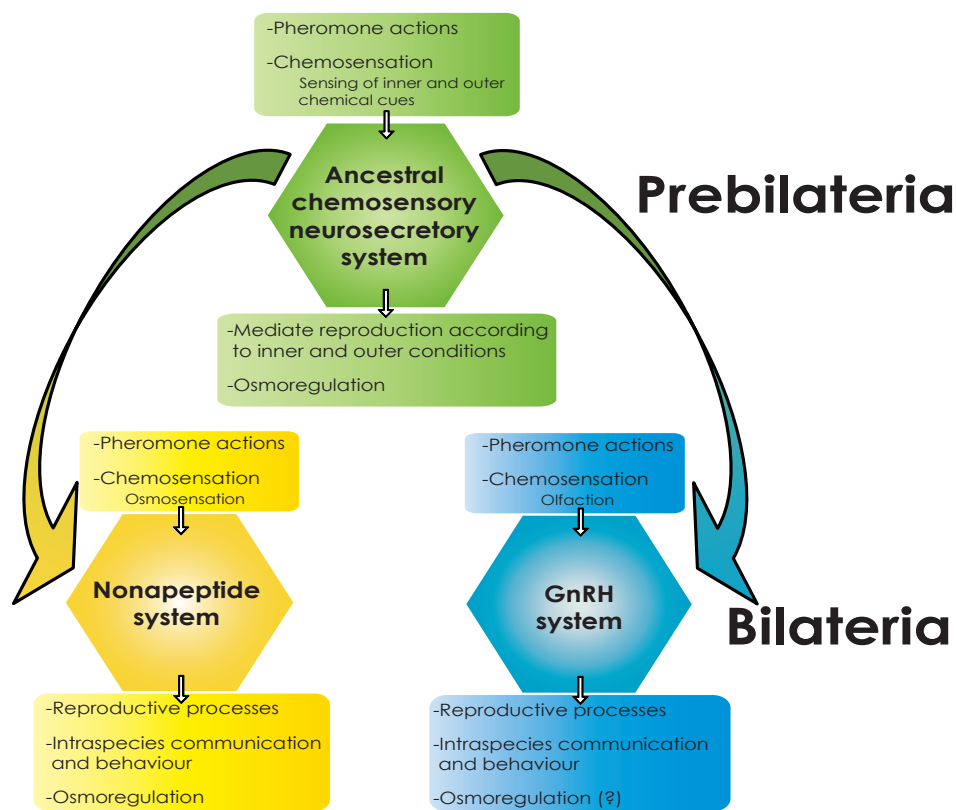 -Pheromone actions
-Chemosensation
Sensing of inner and outer
chemical cues
Ancestral
chemosensory
neurosecretory
system
Prebilateria
-Mediate reproduction according
to inner and outer conditions
-Osmoregulation
-Pheromone actions
-Chemosensation
Osmosensation
Nonapeptide
system
-Reproductive processes
-Intraspecies communication
and behaviour
-Osmoregulation
-Pheromone actions
-Chemosensation
Olfaction
GnRH
system
Bilateria
-Reproductive processes
-Intraspecies communication
and behaviour
-Osmoregulation (?)